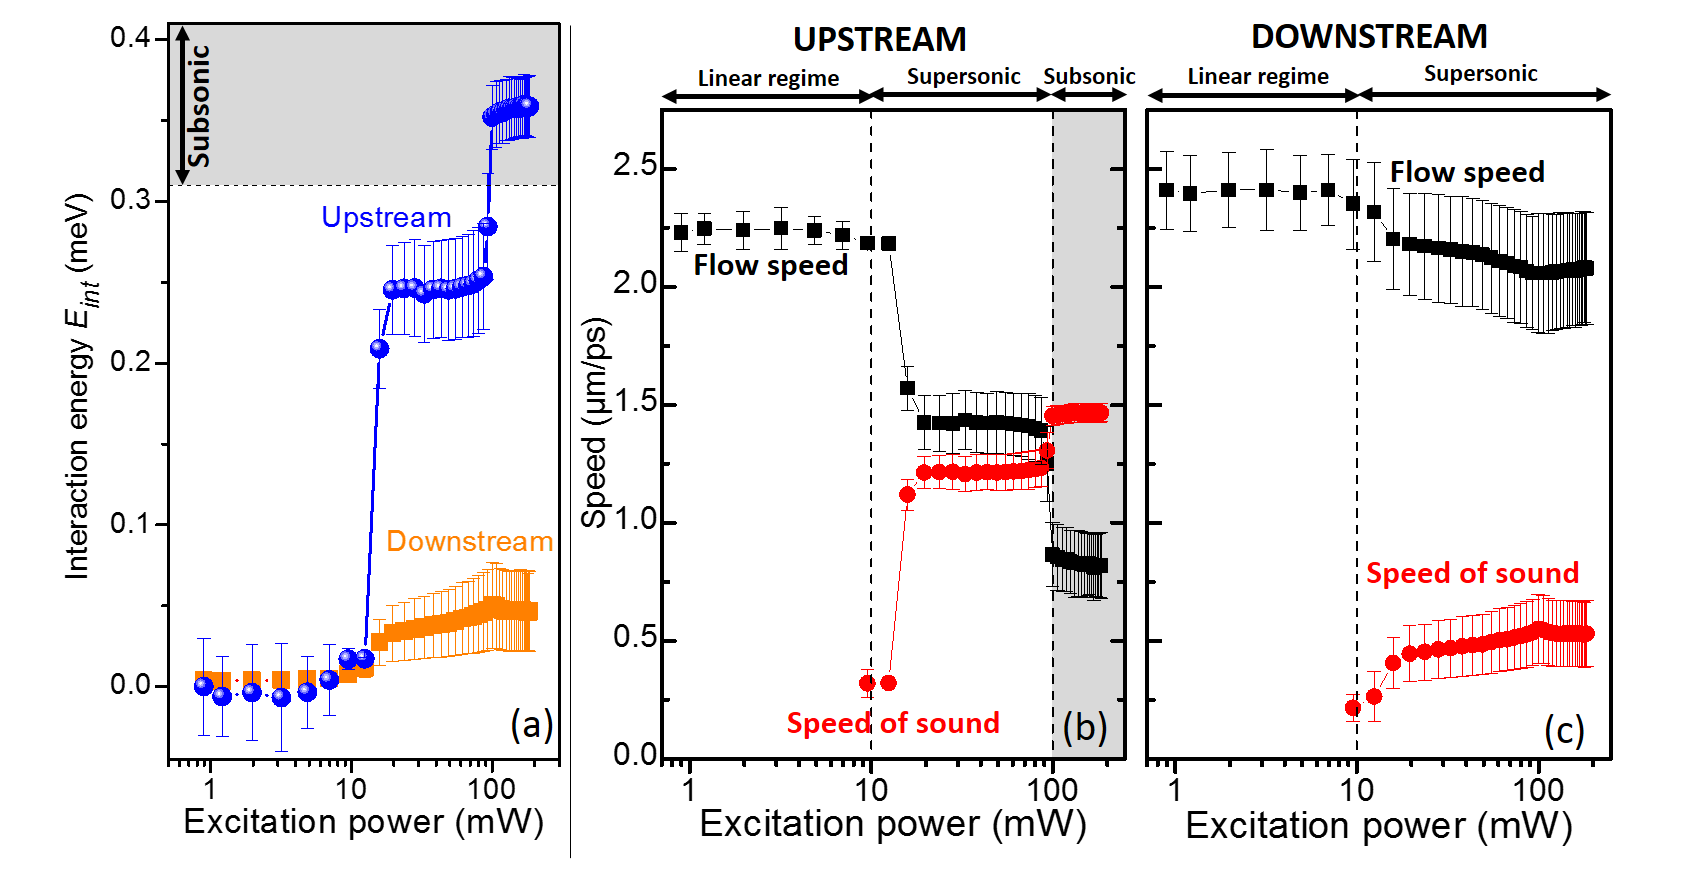 0.4
0.3
0.2
0.1
0.0
Interaction energy Eint (meV)
Subsonic
Upstream
Downstream
(a)
1 10 100
Excitation power (mW)
UPSTREAM
Linear regime Supersonic Subsonic
2.5
2.0
1.5
1.0
0.5
0.0
Speed (µm/ps)
Flow speed
Speed of sound
(b)
1 10 100
Excitation power (mW)
DOWNSTREAM
Linear regime Supersonic
Flow speed
Speed of sound
(c)
1 10 100
Excitation power (mW)